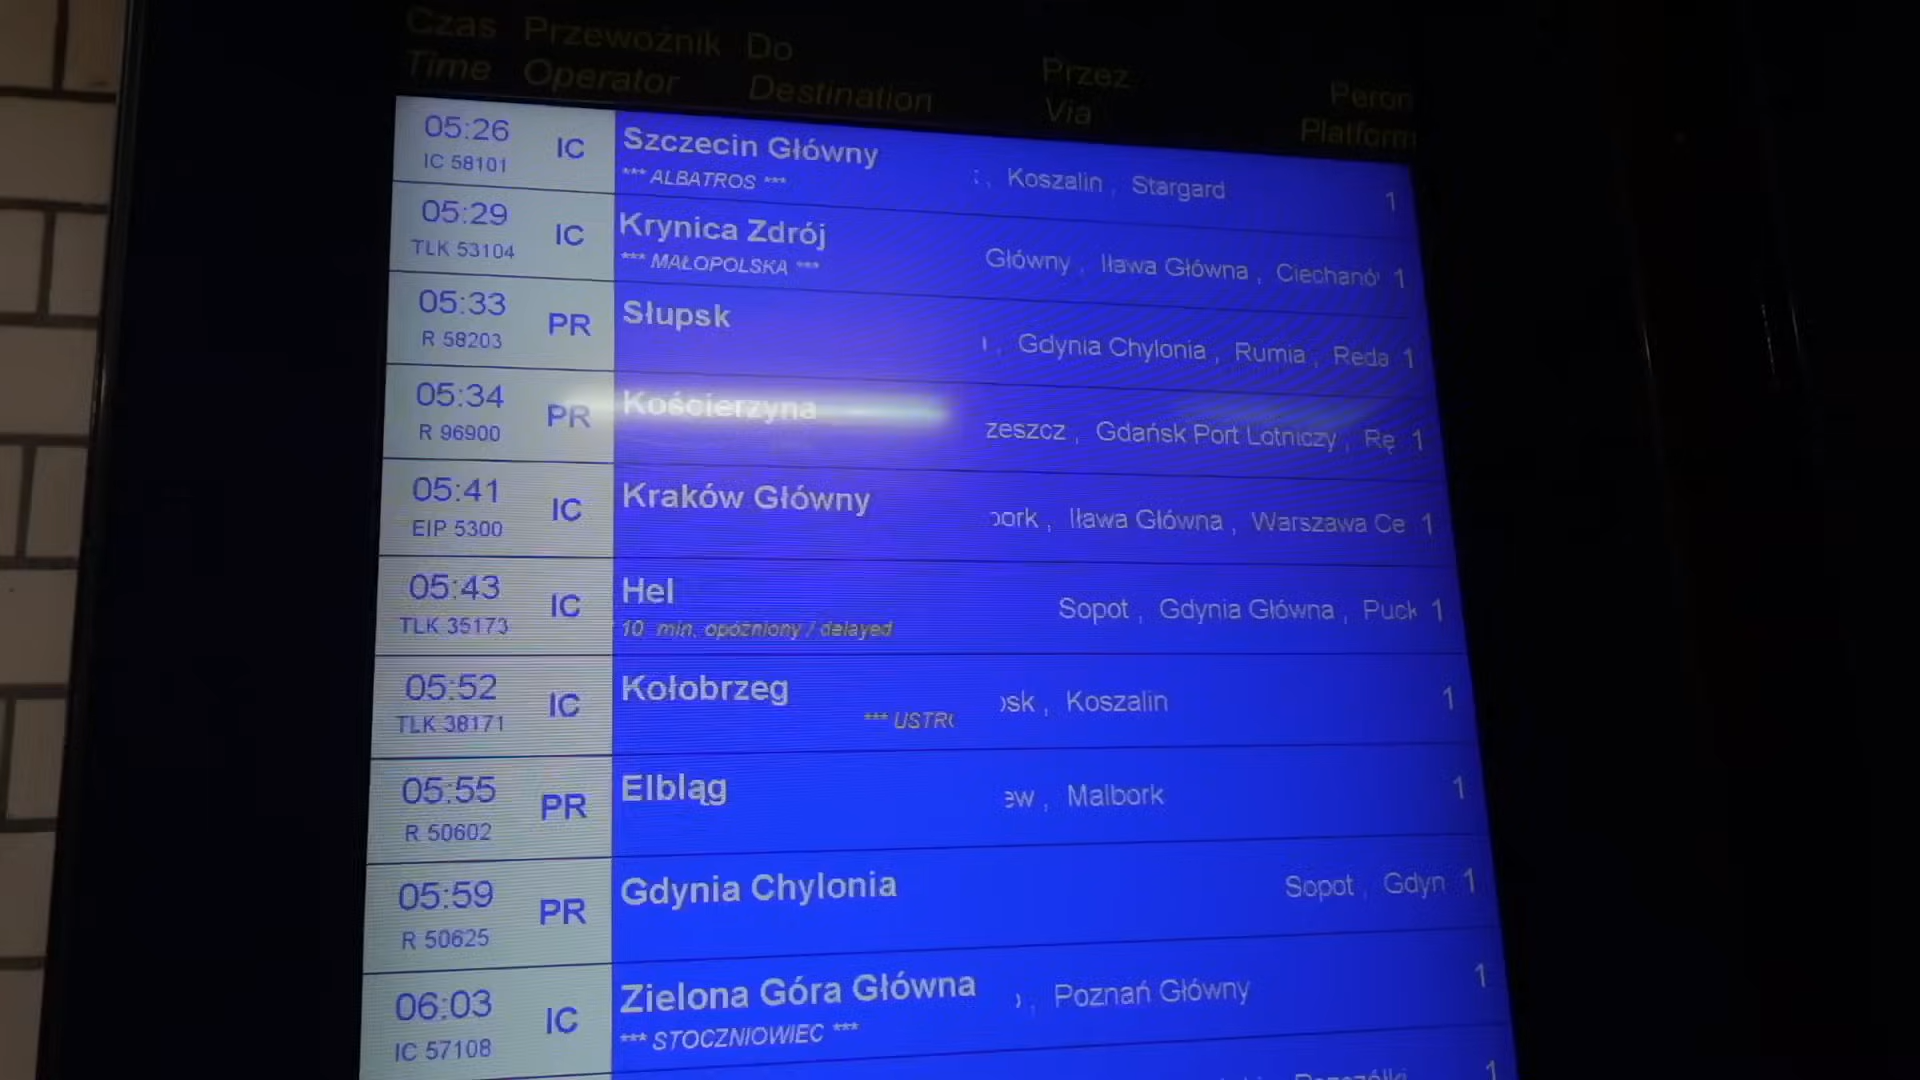 Czas Przewoźnik Do Przez Peron
Time Operator Destination Via Platform
05:26 IC Szczecin Główny , Koszalin , Stargard 1
IC 58101 *** ALBATROS ***
05:29 IC Krynica Zdrój Główny , Iława Główna , Ciechanó 1
TLK 53104 *** MAŁOPOLSKA ***
05:33 PR Słupsk , Gdynia Chylonia , Rumia , Reda 1
R 58203
05:34 PR Kościerzyna zeszcz , Gdańsk Port Lotniczy , Rę 1
R 96900
05:41 IC Kraków Główny ork , Iława Główna , Warszawa Ce 1
EIP 5300
05:43 IC Hel Sopot , Gdynia Główna , Puck 1
TLK 35173 10 min. opóźniony / delayed
05:52 IC Kołobrzeg sk , Koszalin 1
TLK 38171 *** USTR
05:55 PR Elbląg ew , Malbork 1
R 50602
05:59 PR Gdynia Chylonia Sopot , Gdyn 1
R 50625
06:03 IC Zielona Góra Główna , Poznań Główny 1
IC 57108 *** STOCZNIOWIEC ***
1